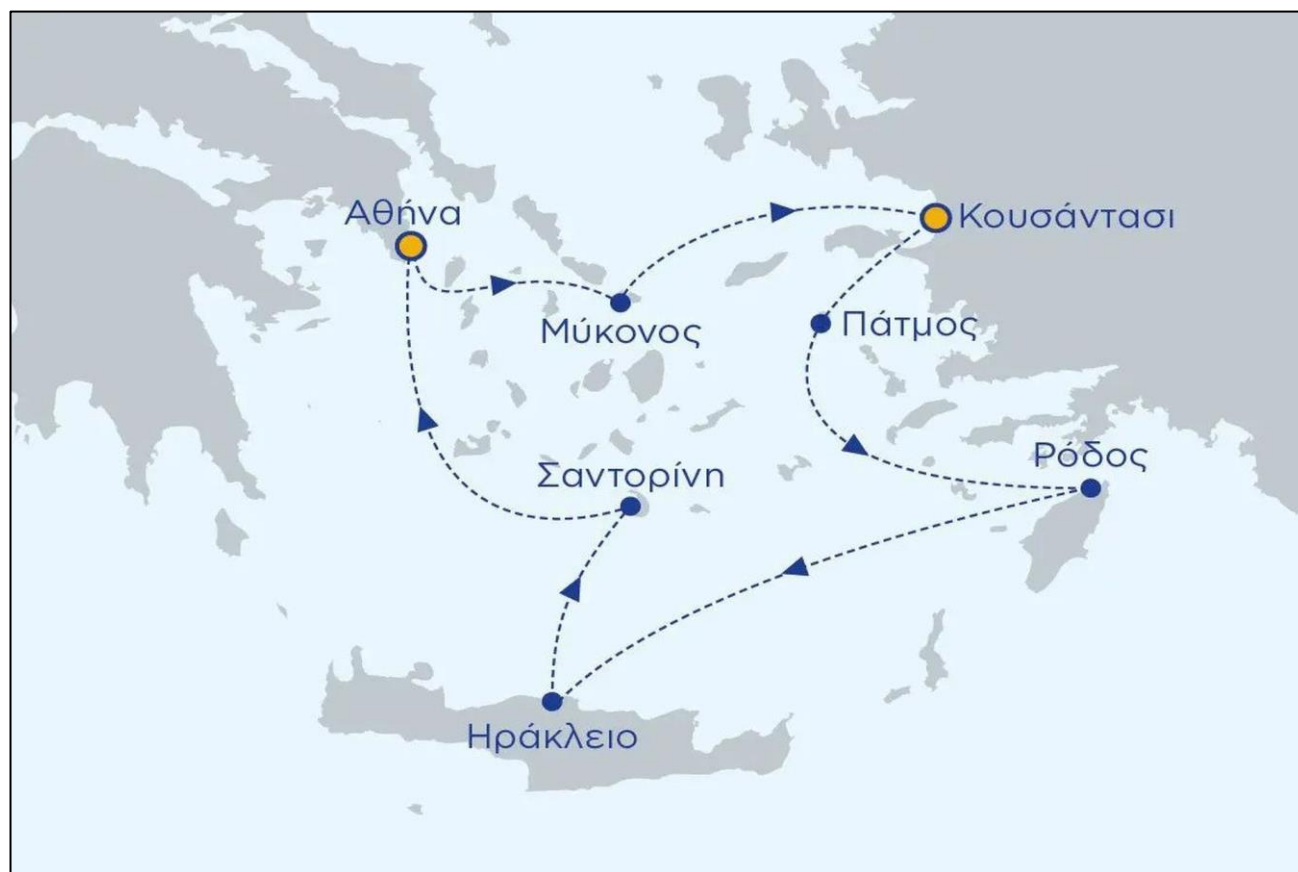 Αθήνα
Κουσάντασι
Μύκονος
Πάτμος
Ρόδος
Σαντορίνη
Ηράκλειο